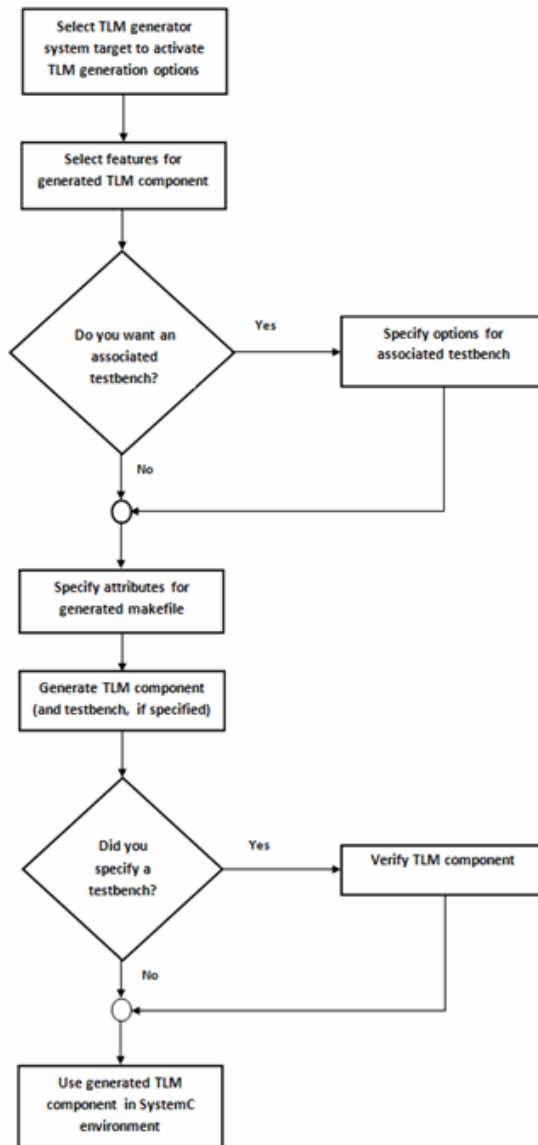 Select TLM generator
system target to activate
TLM generation options
Select features for
generated TLM component
Do you want an
associated
testbench?
Yes
Specify options for
associated testbench
No
Specify attributes for
generated makefile
Generate TLM component
(and testbench, if specified)
Did you
specify a
testbench?
Yes
Verify TLM component
No
Use generated TLM
component in SystemC
environment